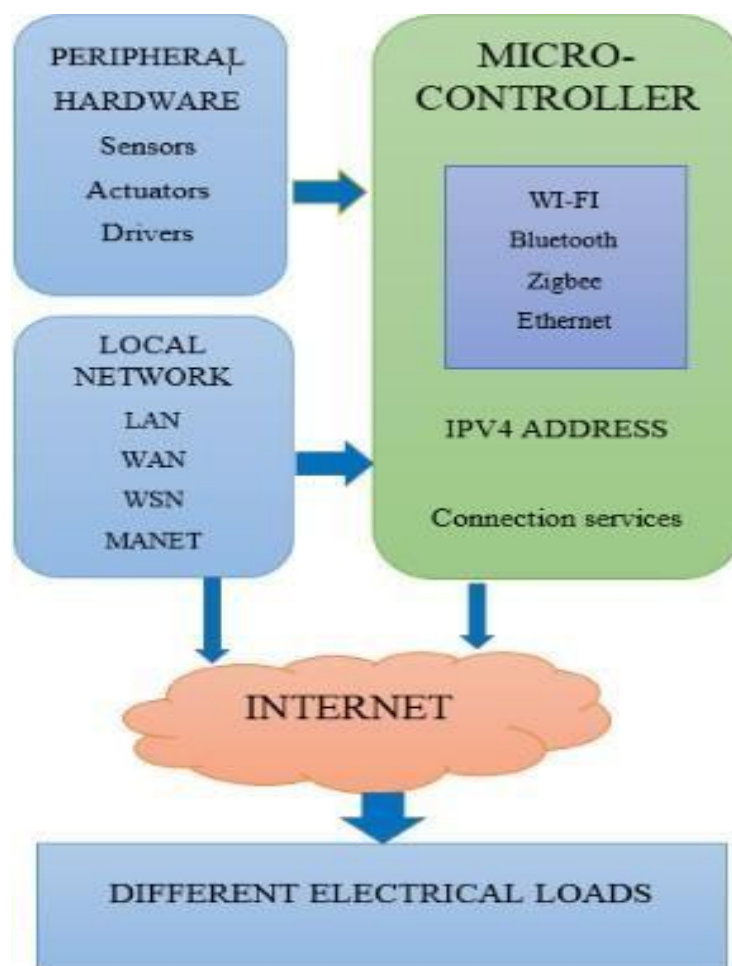 PERIPHERAL
HARDWARE
Sensors
Actuators
Drivers
MICRO-
CONTROLLER
WI-FI
Bluetooth
Zigbee
Ethernet
IPV4 ADDRESS
Connection services
LOCAL
NETWORK
LAN
WAN
WSN
MANET
INTERNET
DIFFERENT ELECTRICAL LOADS